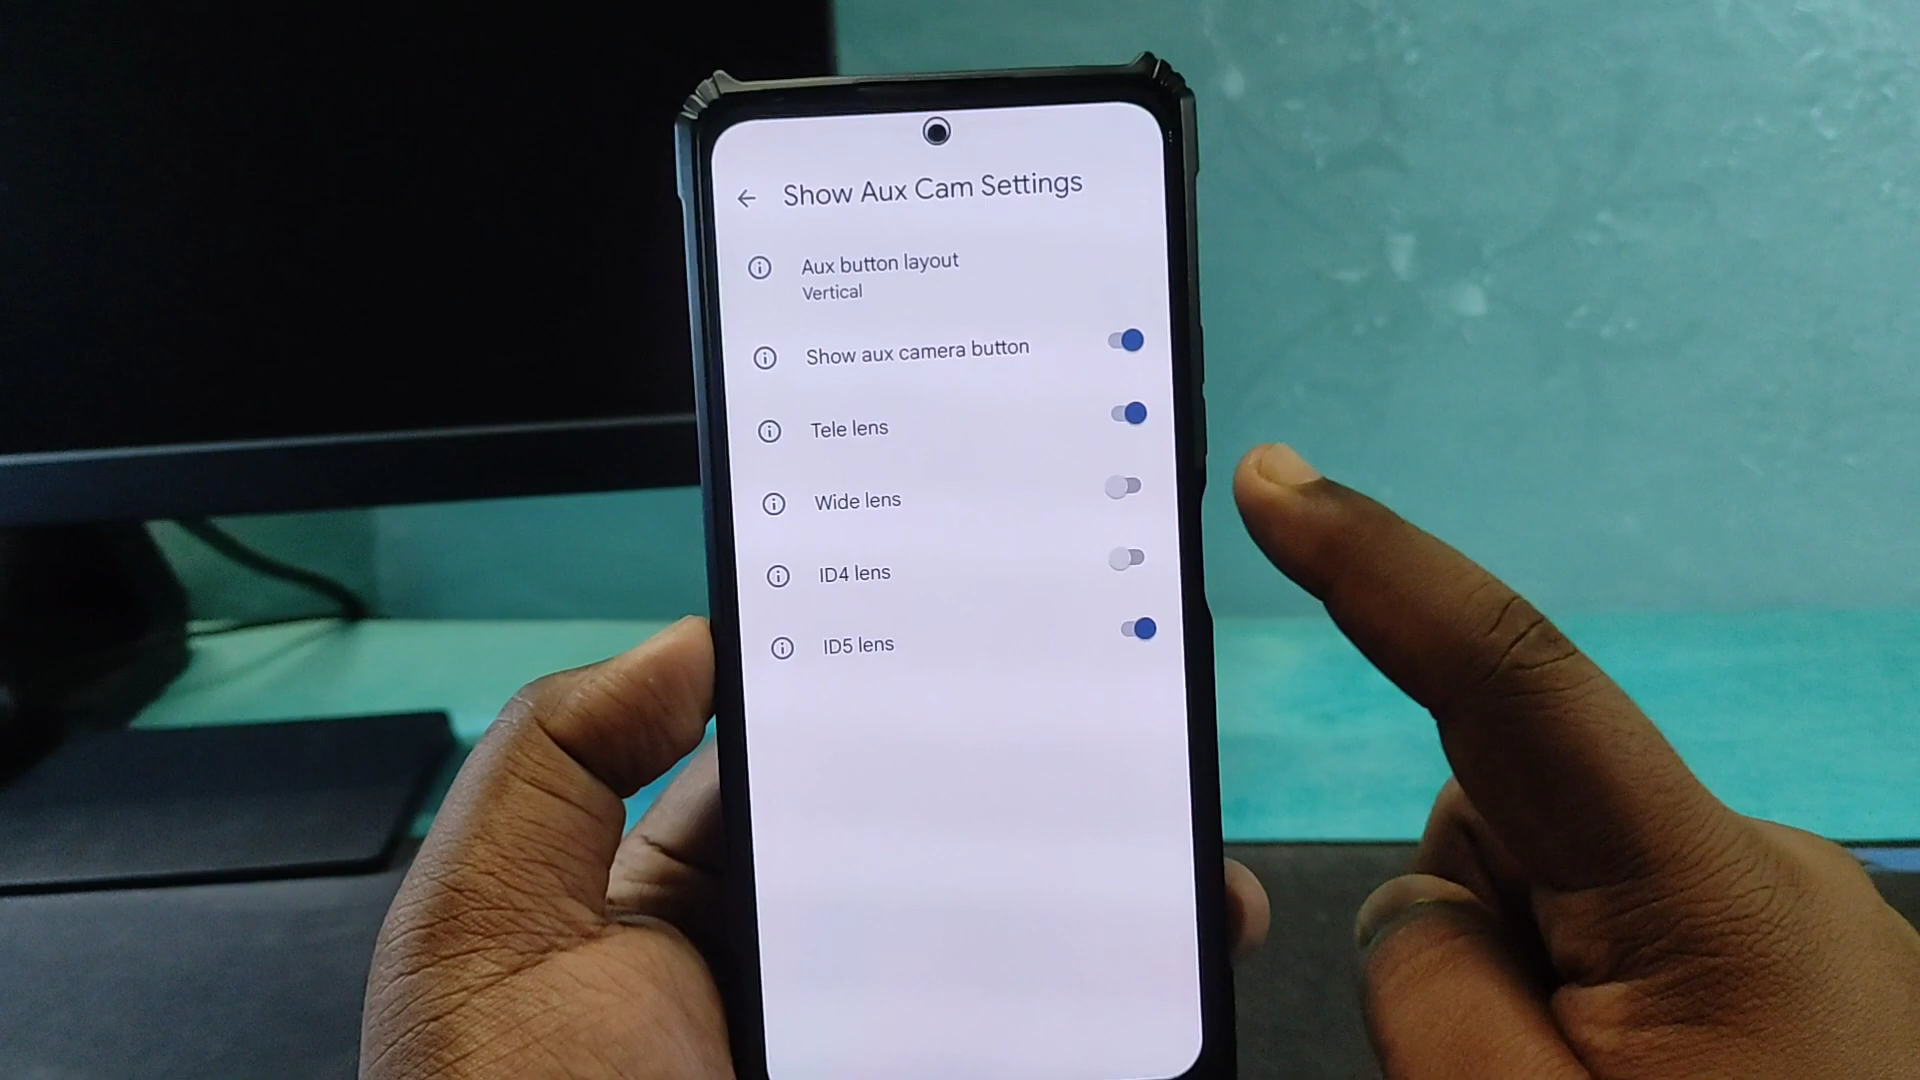 Show Aux Cam Settings
Aux button layout
Vertical
Show aux camera button
Tele lens
Wide lens
ID4 lens
ID5 lens